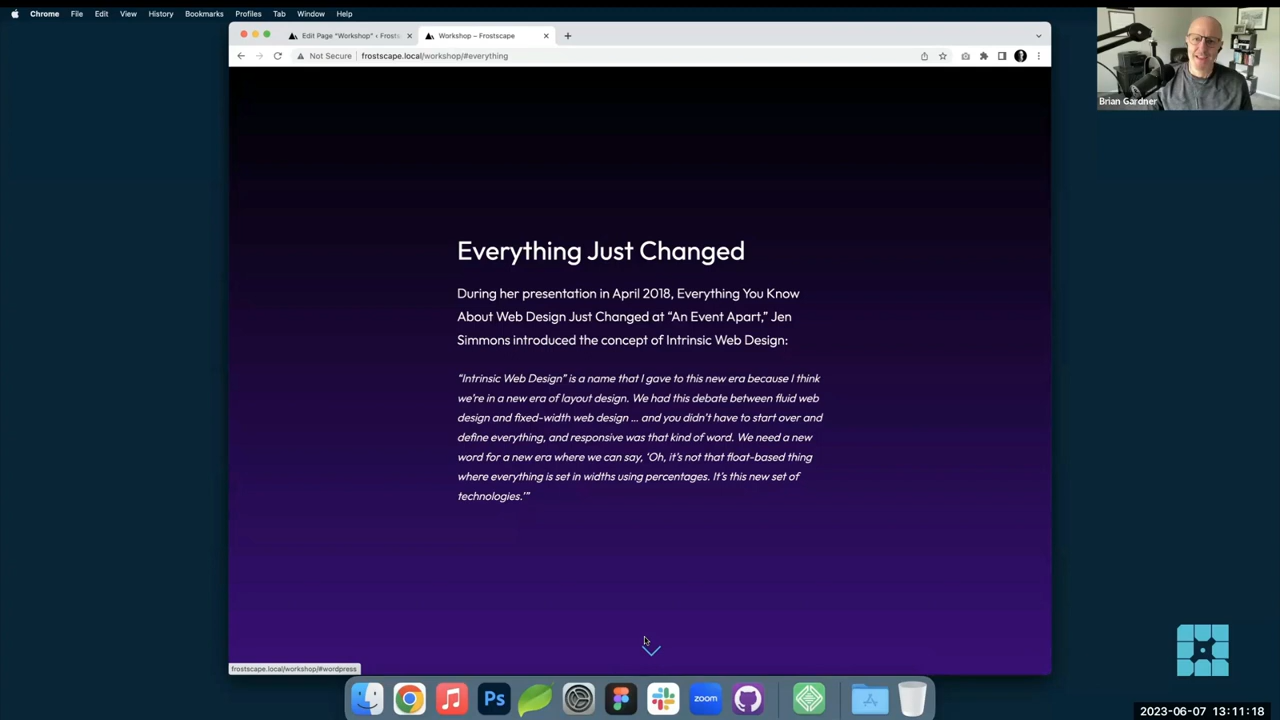 Chrome File Edit View History Bookmarks Profiles Tab Window Help
Edit Page "Workshop" ‹ Frosts
Workshop – Frostscape
Not Secure frostscape.local/workshop/#everything
Brian Gardner
Everything Just Changed
During her presentation in April 2018, Everything You Know
About Web Design Just Changed at “An Event Apart,” Jen
Simmons introduced the concept of Intrinsic Web Design:
“Intrinsic Web Design” is a name that I gave to this new era because I think
we’re in a new era of layout design. We had this debate between fluid web
design and fixed-width web design … and you didn’t have to start over and
define everything, and responsive was that kind of word. We need a new
word for a new era where we can say, ‘Oh, it’s not that float-based thing
where everything is set in widths using percentages. It’s this new set of
technologies.’”
frostscape.local/workshop/#wordpress
Ps
zoom
2023-06-07 13:11:18